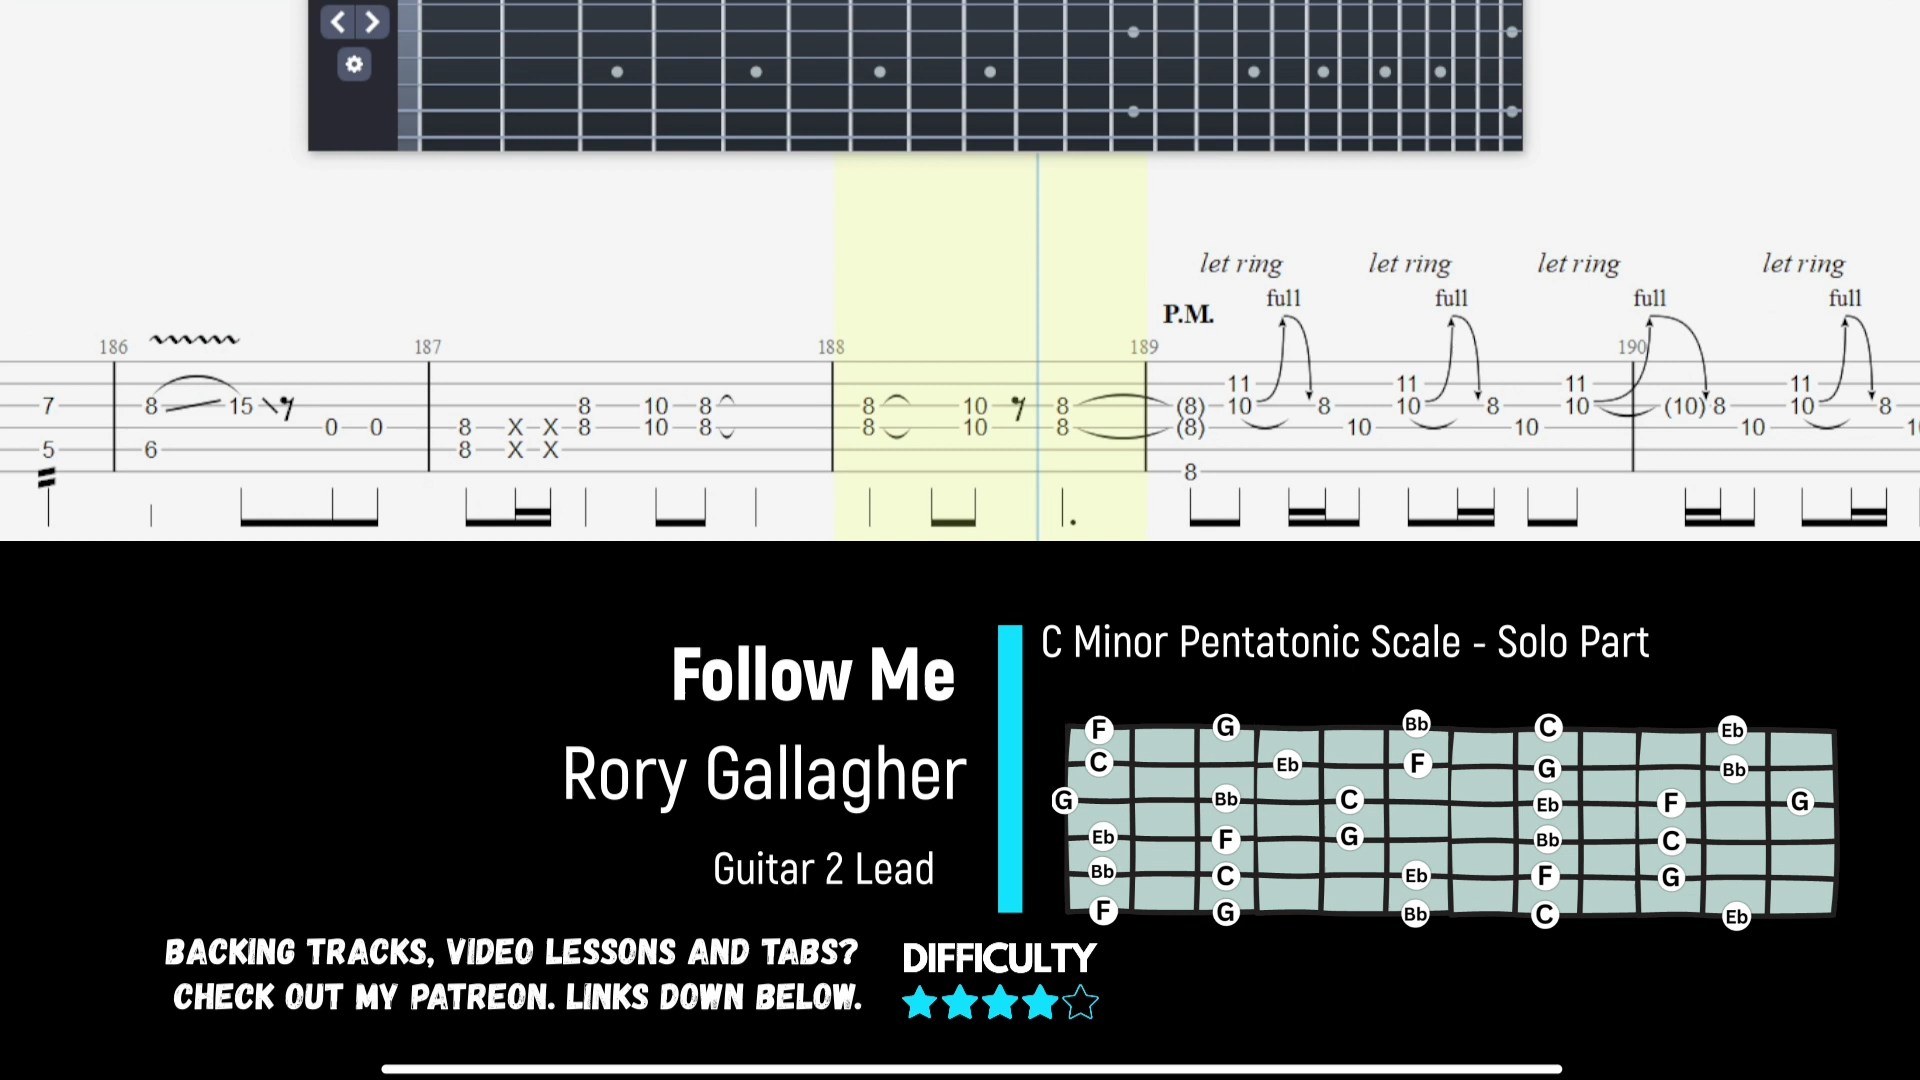 let ring let ring let ring let ring
full full full full
P.M.
186 187 188 189 190
11 11 11 11
7 8 15 8 10 8 8 10 8 (8) 10 8 10 8 10 (10) 8 10 8
0 0 8 X X 8 10 8 8 10 8 (8) 10 10 10
5 6 8 X X
8
Follow Me
Rory Gallagher
Guitar 2 Lead
C Minor Pentatonic Scale - Solo Part
F G Bb C Eb
C Eb F G Bb
G Bb C Eb F G
Eb F G Bb C
Bb C Eb F G
F G Bb C Eb
BACKING TRACKS, VIDEO LESSONS AND TABS?
CHECK OUT MY PATREON. LINKS DOWN BELOW.
DIFFICULTY